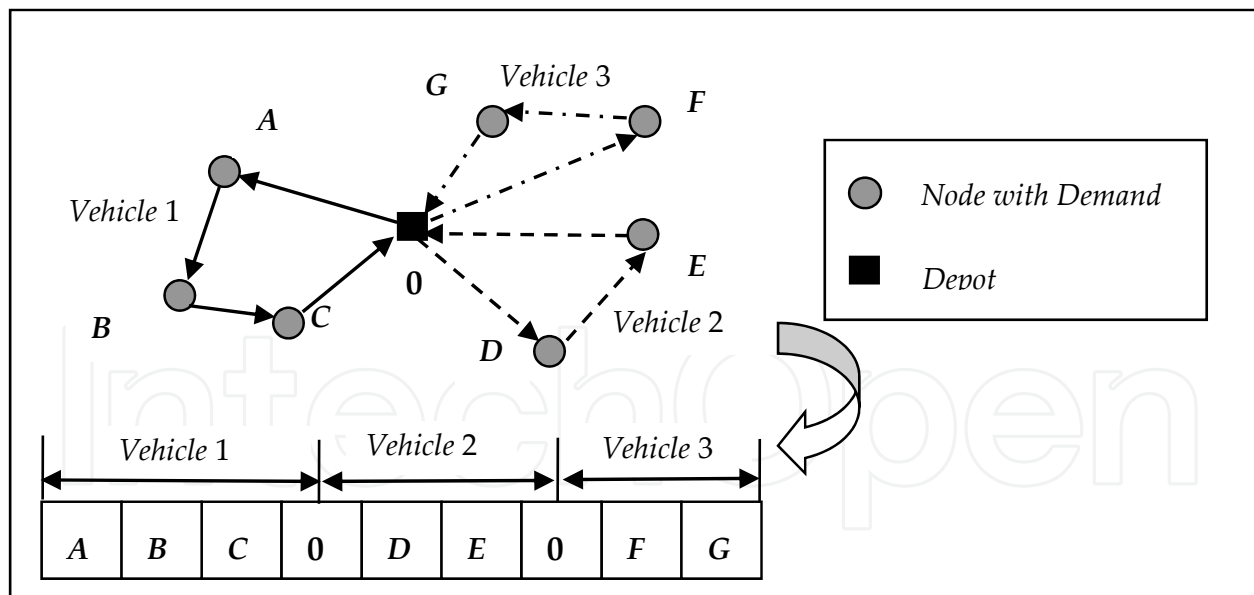 Vehicle 3
G
F
A
Vehicle 1
Node with Demand
0
E
Depot
B
C
D
Vehicle 2
IntechOpen
Vehicle 1
Vehicle 2
Vehicle 3
A B C 0 D E 0 F G